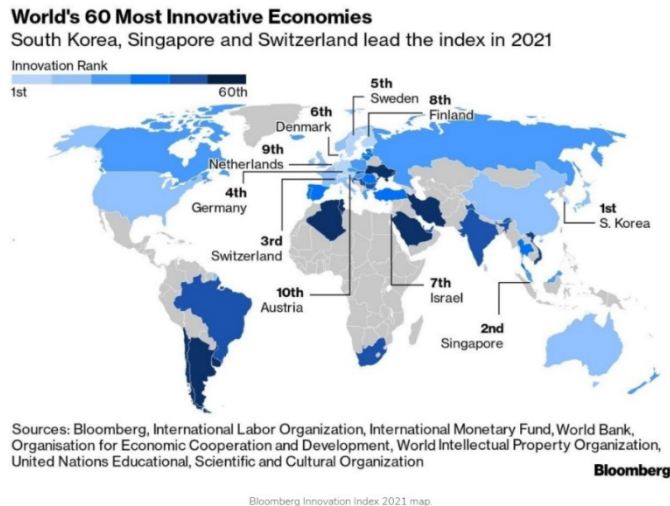 World's 60 Most Innovative Economies
South Korea, Singapore and Switzerland lead the index in 2021
Innovation Rank
1st
60th
5th
Sweden
8th
Finland
6th
Denmark
9th
Netherlands
4th
Germany
1st
S. Korea
3rd
Switzerland
10th
Austria
7th
Israel
2nd
Singapore
Sources: Bloomberg, International Labor Organization, International Monetary Fund, World Bank,
Organisation for Economic Cooperation and Development, World Intellectual Property Organization,
United Nations Educational, Scientific and Cultural Organization
Bloomberg
Bloomberg Innovation Index 2021 map.